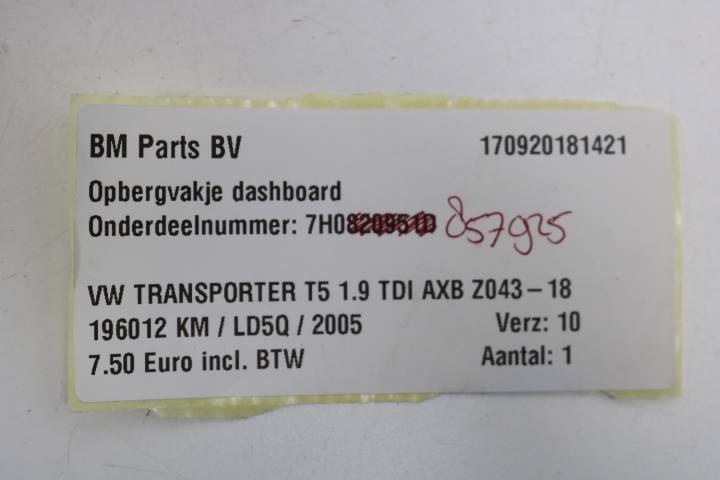 BM Parts BV 170920181421
Opbergvakje dashboard
Onderdeelnummer: 7H0820951D 857925
VW TRANSPORTER T5 1.9 TDI AXB Z043-18
196012 KM / LD5Q / 2005 Verz: 10
7.50 Euro incl. BTW Aantal: 1